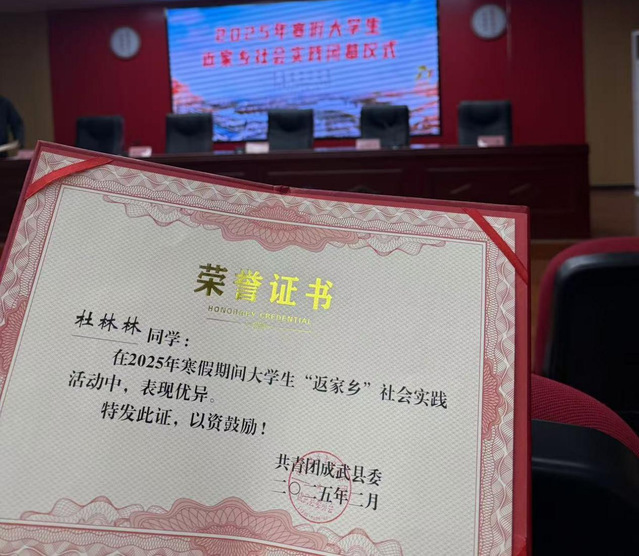 2025年寒假大学生
返家乡社会实践闭幕仪式
荣誉证书
HONORARY CREDENTIAL
杜林林 同学：
在2025年寒假期间大学生“返家乡”社会实践
活动中，表现优异。
特发此证，以资鼓励！
共青团成武县委
二〇二五年二月